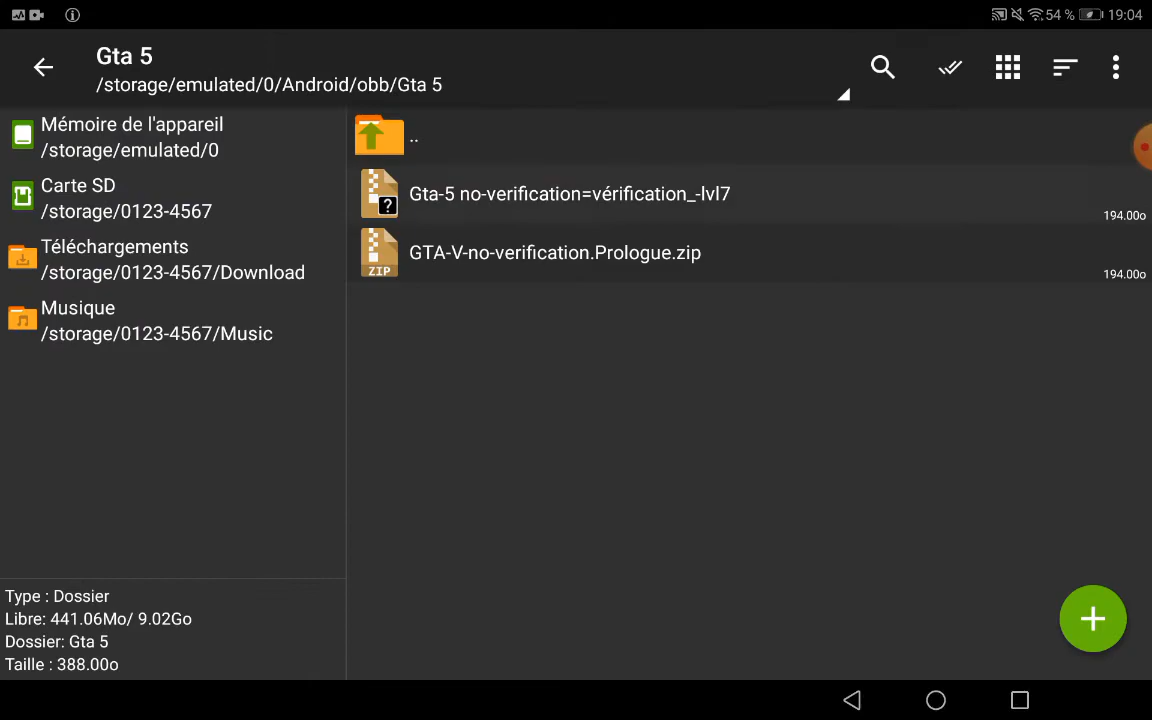 54 % 19:04
Gta 5
/storage/emulated/0/Android/obb/Gta 5
Mémoire de l'appareil
/storage/emulated/0
Carte SD
/storage/0123-4567
Téléchargements
/storage/0123-4567/Download
Musique
/storage/0123-4567/Music
..
Gta-5 no-verification=vérification_-lvl7
194.00o
GTA-V-no-verification.Prologue.zip
ZIP
194.00o
Type : Dossier
Libre: 441.06Mo/ 9.02Go
Dossier: Gta 5
Taille : 388.00o